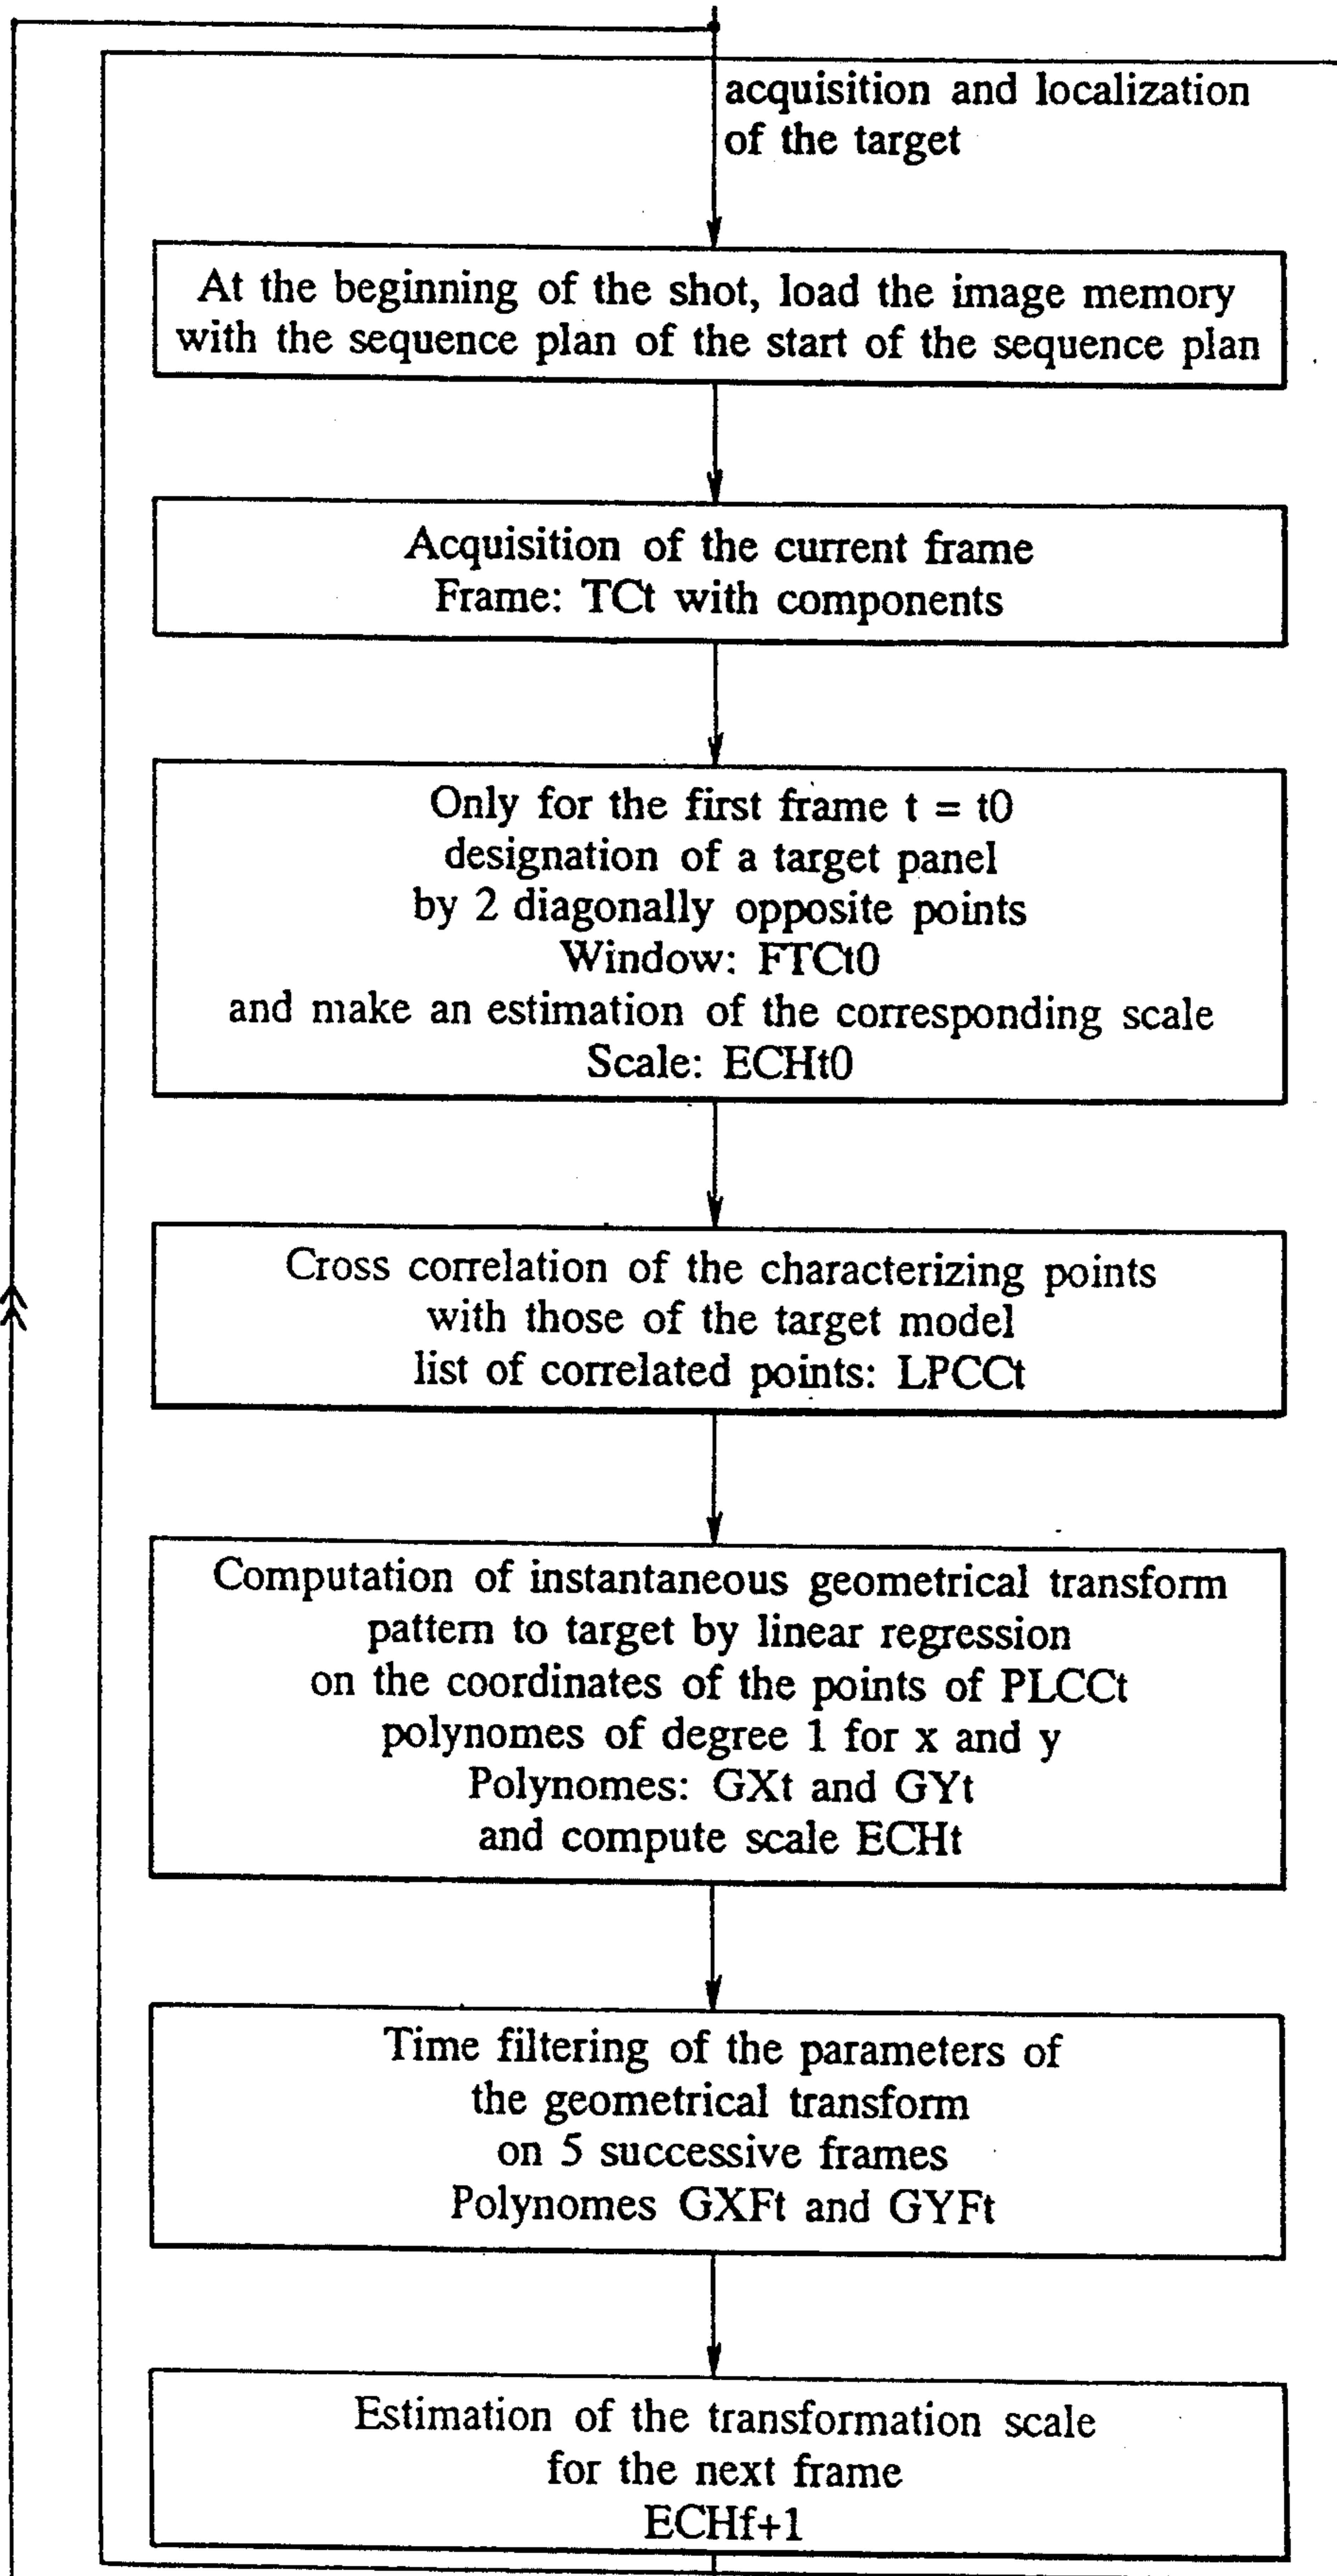 acquisition and localization
of the target
At the beginning of the shot, load the image memory
with the sequence plan of the start of the sequence plan
Acquisition of the current frame
Frame: TCt with components
Only for the first frame t = t0
designation of a target panel
by 2 diagonally opposite points
Window: FTCt0
and make an estimation of the corresponding scale
Scale: ECHt0
Cross correlation of the characterizing points
with those of the target model
list of correlated points: LPCCt
Computation of instantaneous geometrical transform
pattern to target by linear regression
on the coordinates of the points of PLCCt
polynomes of degree 1 for x and y
Polynomes: GXt and GYt
and compute scale ECHt
Time filtering of the parameters of
the geometrical transform
on 5 successive frames
Polynomes GXFt and GYFt
Estimation of the transformation scale
for the next frame
ECHf+1